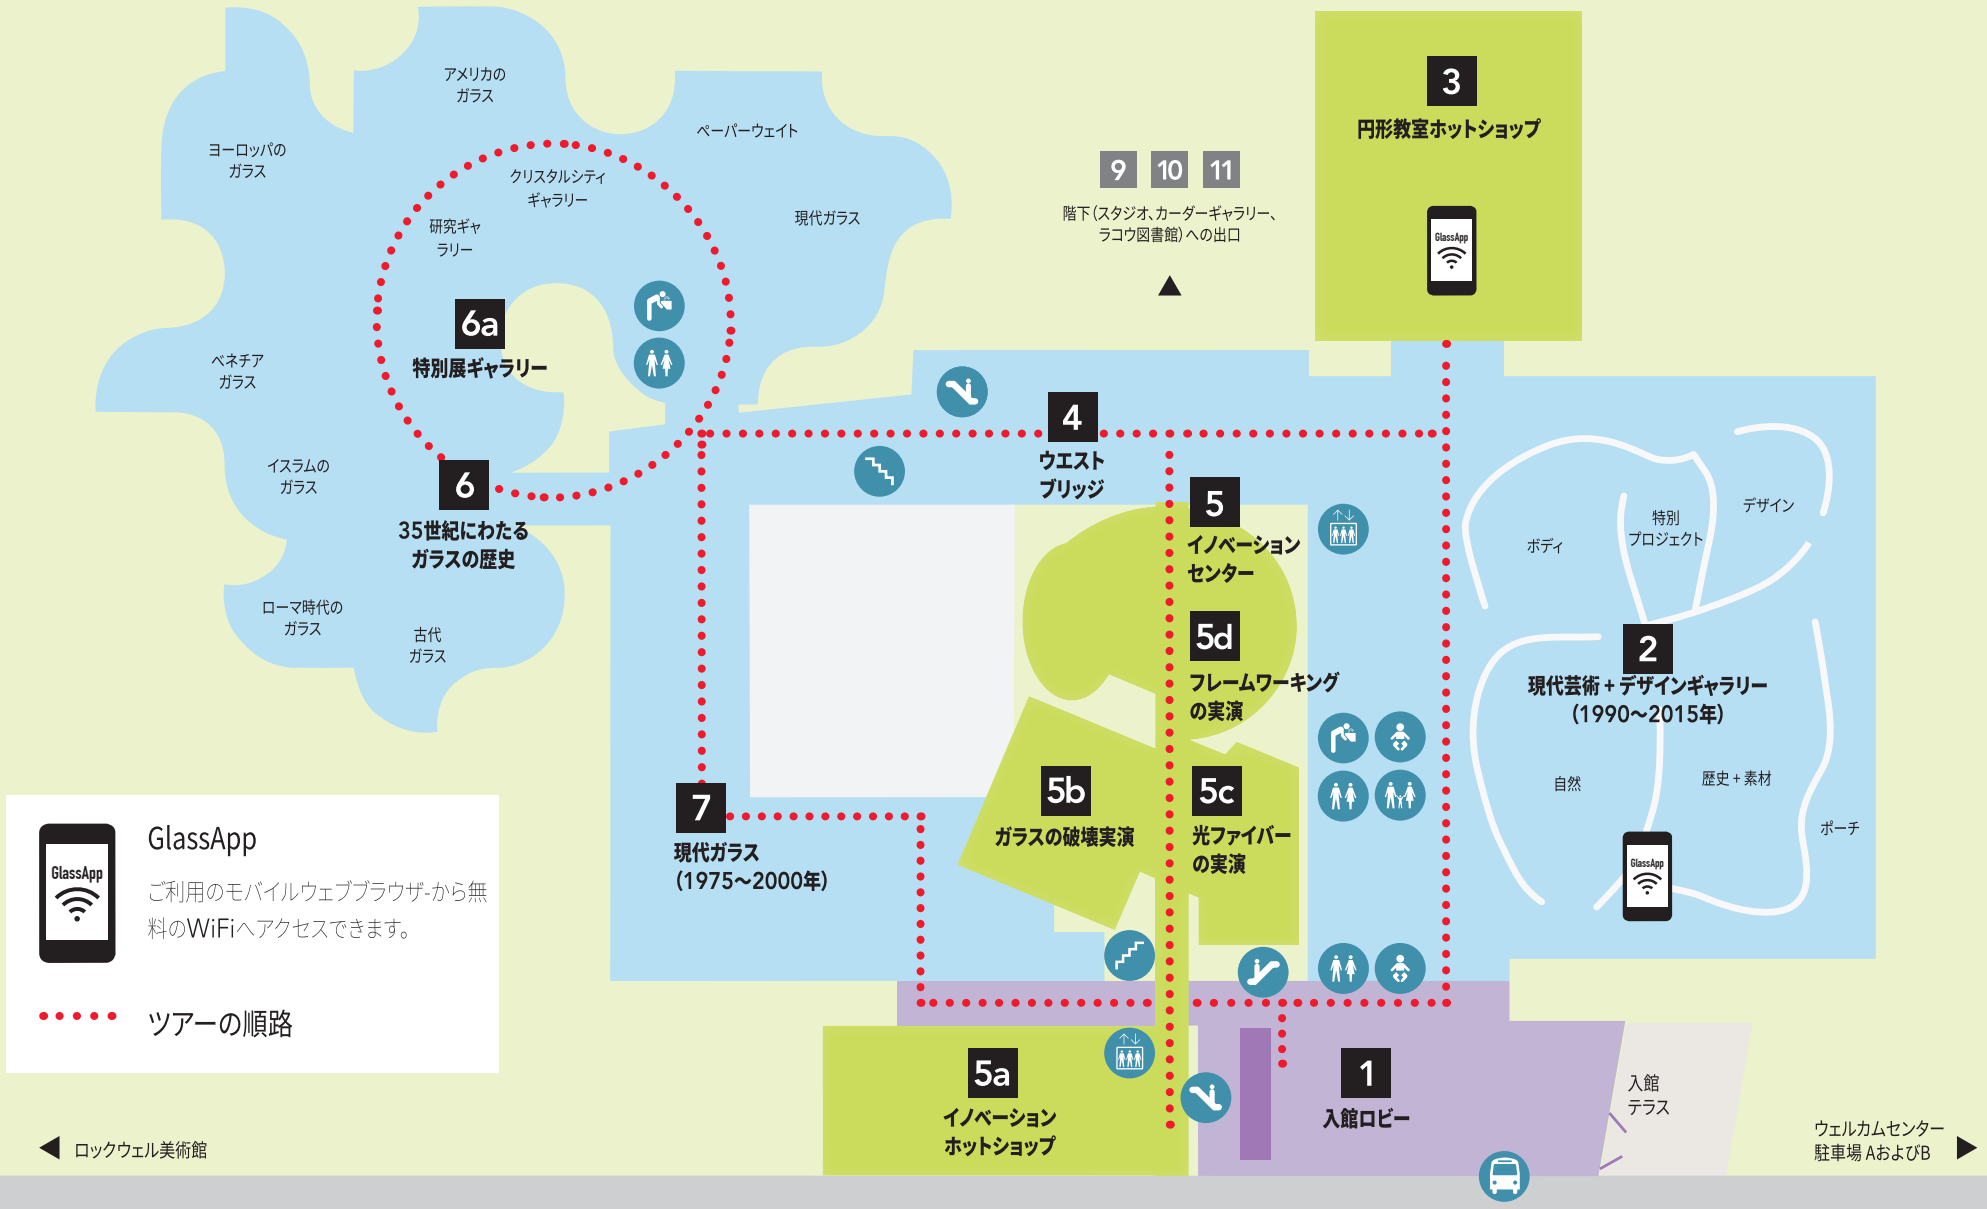 アメリカの
ガラス
ヨーロッパの
ガラス
ペーパーウェイト
クリスタルシティ
ギャラリー
研究ギャ
ラリー
現代ガラス
6a
特別展ギャラリー
ベネチア
ガラス
イスラムの
ガラス
6
35世紀にわたる
ガラスの歴史
ローマ時代の
ガラス
古代
ガラス
9 10 11
階下（スタジオ、カーダーギャラリー、
ラコウ図書館）への出口
3
円形教室ホットショップ
GlassApp
4
ウエスト
ブリッジ
5
イノベーション
センター
5d
フレームワーキング
の実演
5b
ガラスの破壊実演
5c
光ファイバー
の実演
ボディ
特別
プロジェクト
デザイン
2
現代芸術 + デザインギャラリー
（1990〜2015年）
自然
歴史 + 素材
ポーチ
GlassApp
7
現代ガラス
（1975〜2000年）
GlassApp
GlassApp
ご利用のモバイルウェブブラウザ-から無
料のWiFiへアクセスできます。
ツアーの順路
5a
イノベーション
ホットショップ
1
入館ロビー
入館
テラス
ロックウェル美術館
ウェルカムセンター
駐車場 AおよびB